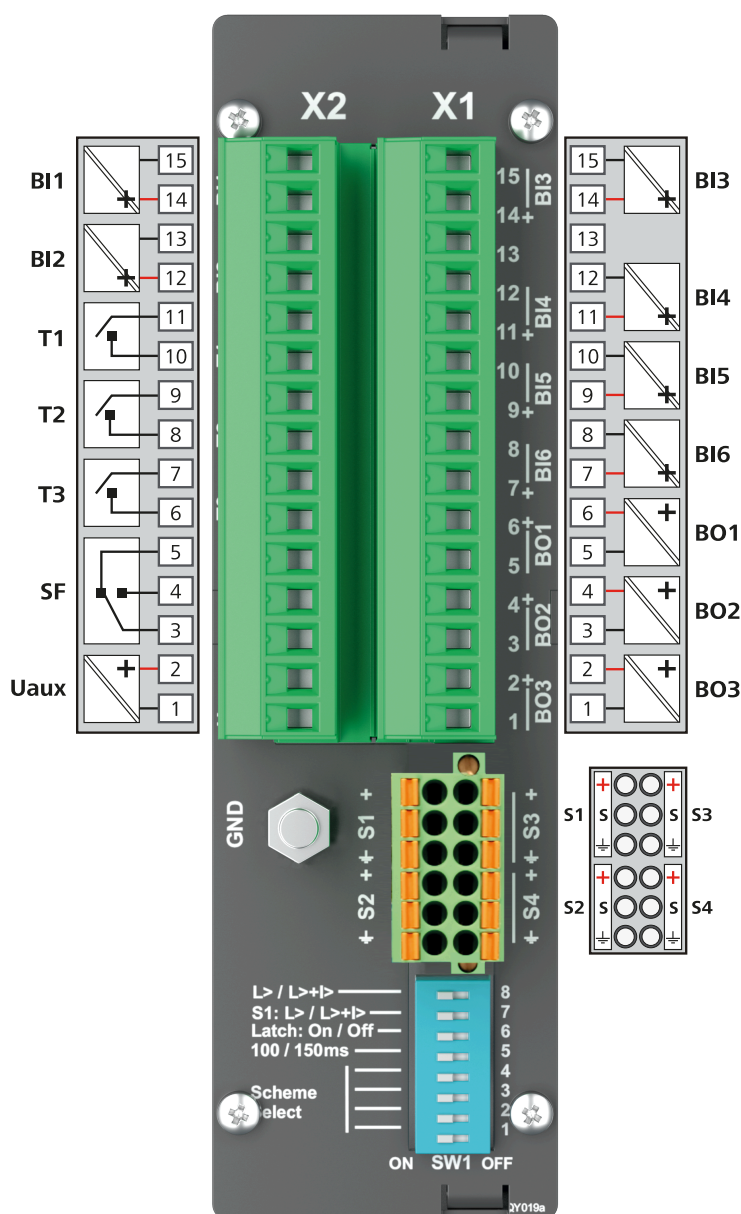 X2 X1
BI1
15
14
BI2
13
12
T1
11
10
T2
9
8
T3
7
6
SF
5
4
3
Uaux
+ 2
1
15
14+
BI3
13
12
11+
BI4
10
9+
BI5
8
7+
BI6
6+
5
BO1
4+
3
BO2
2+
1
BO3
15
14
BI3
13
12
11
BI4
10
9
BI5
8
7
BI6
6 +
5
BO1
4 +
3
BO2
2 +
1
BO3
GND
S1 +
S2 +
S3 +
S4 +
S1 + S + S S3
S2 + S + S S4
L> / L>+I> 8
S1: L> / L>+I> 7
Latch: On / Off 6
100 / 150ms 5
4
Scheme 3
Select 2
1
ON SW1 OFF
QY019a